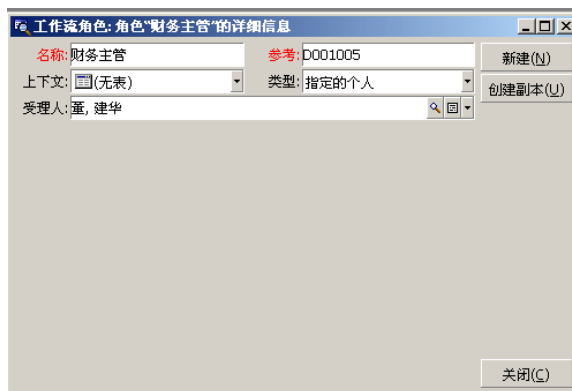 工作流角色: 角色"财务主管"的详细信息
名称: 财务主管 参考: D001005 新建(N)
上下文: (无表) 类型: 指定的个人 创建副本(U)
受理人: 董, 建华
关闭(C)